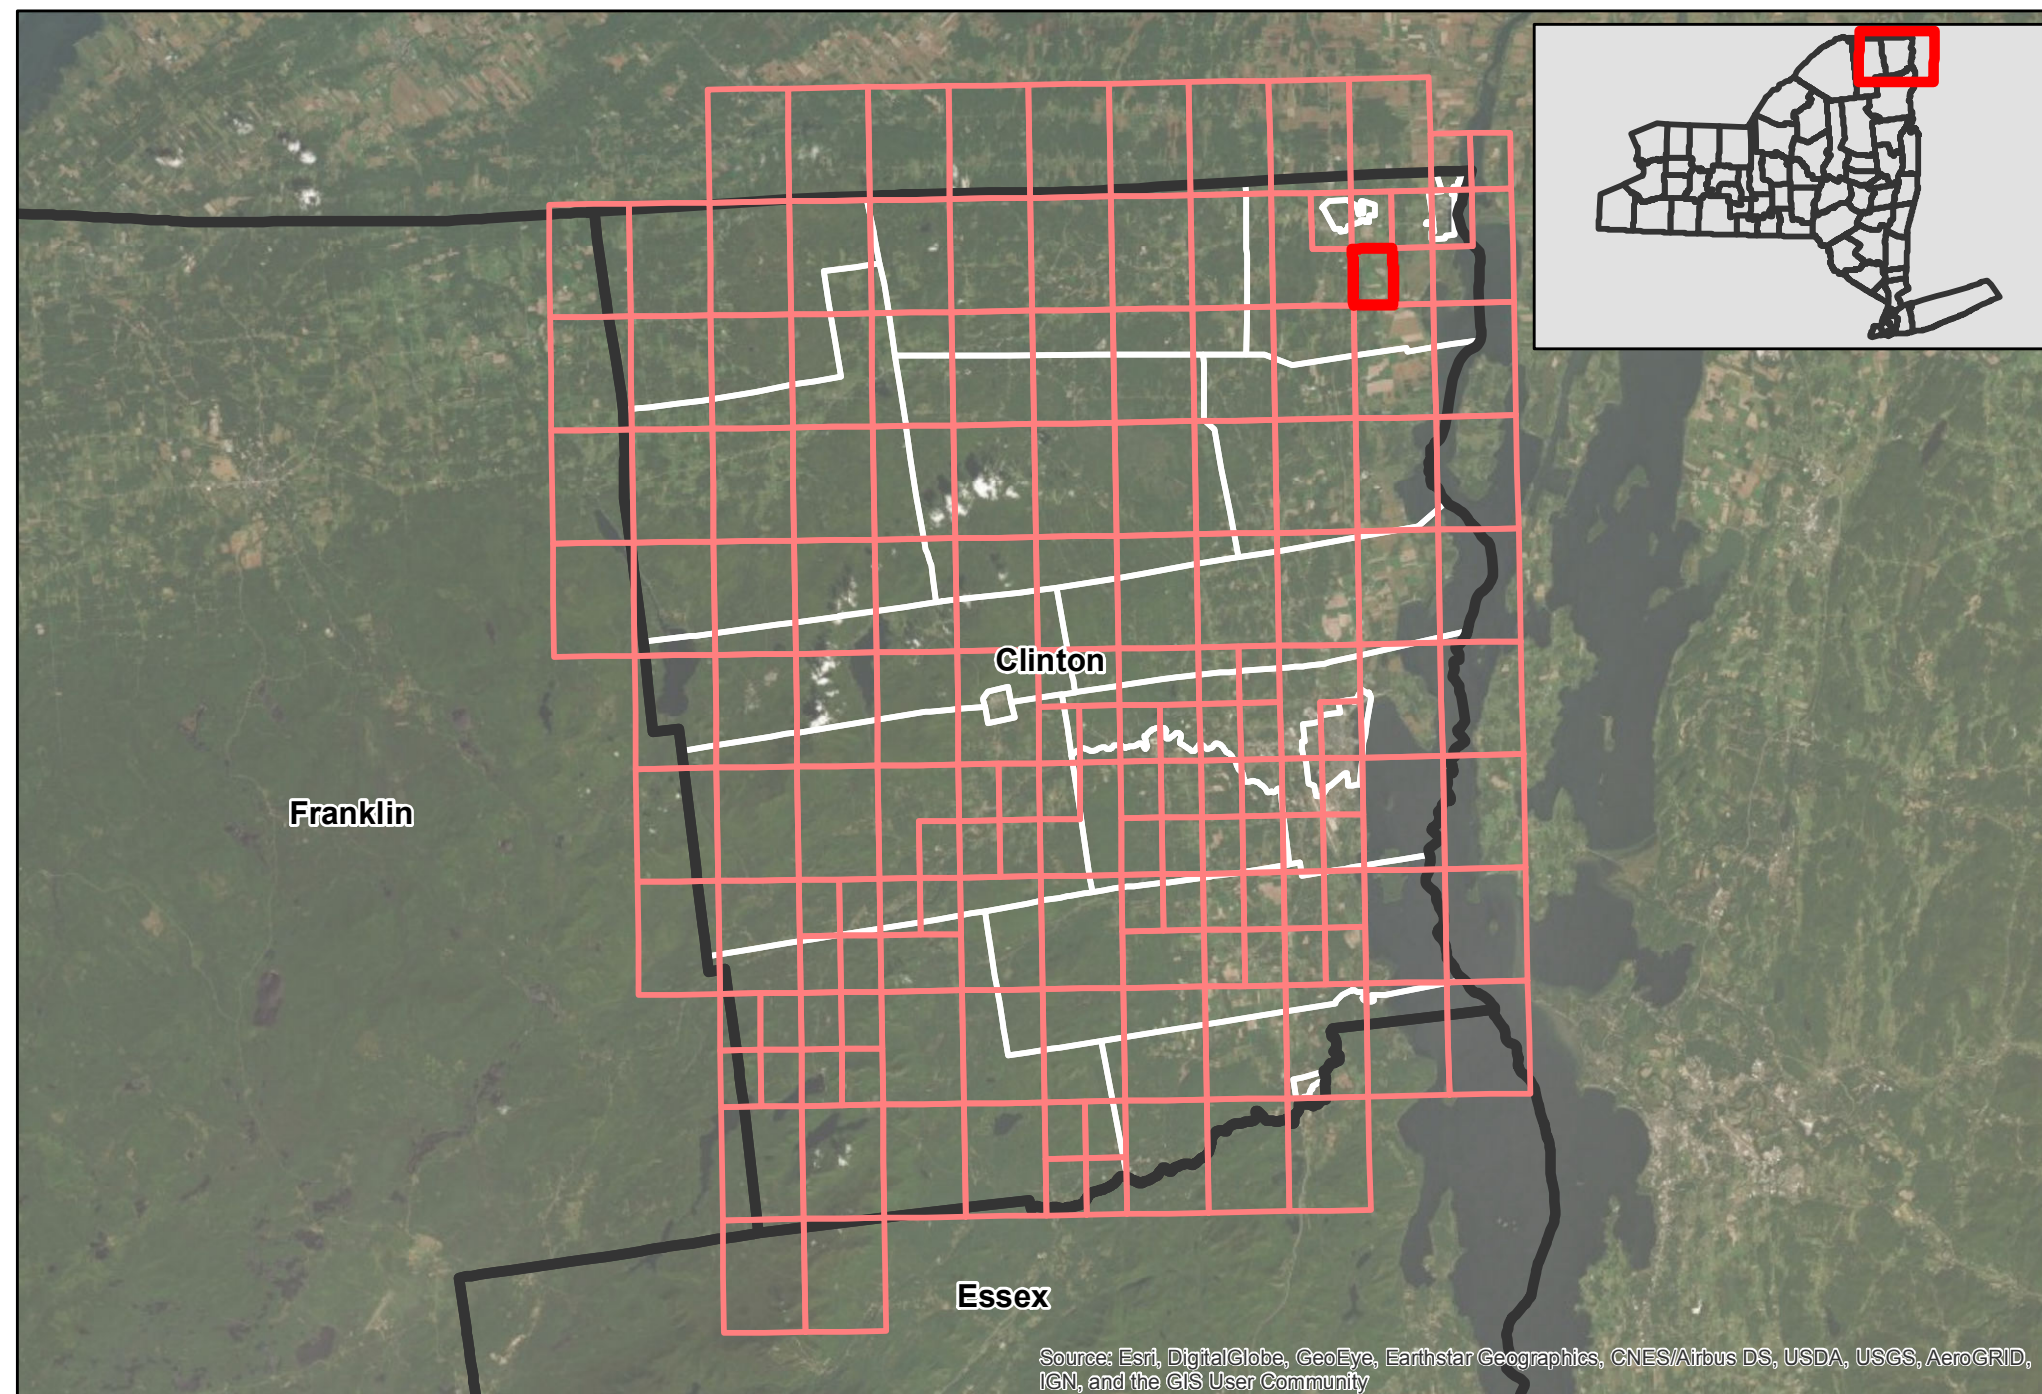 Clinton
Franklin
Essex
Source: Esri, DigitalGlobe, GeoEye, Earthstar Geographics, CNES/Airbus DS, USDA, USGS, AeroGRID,
IGN, and the GIS User Community